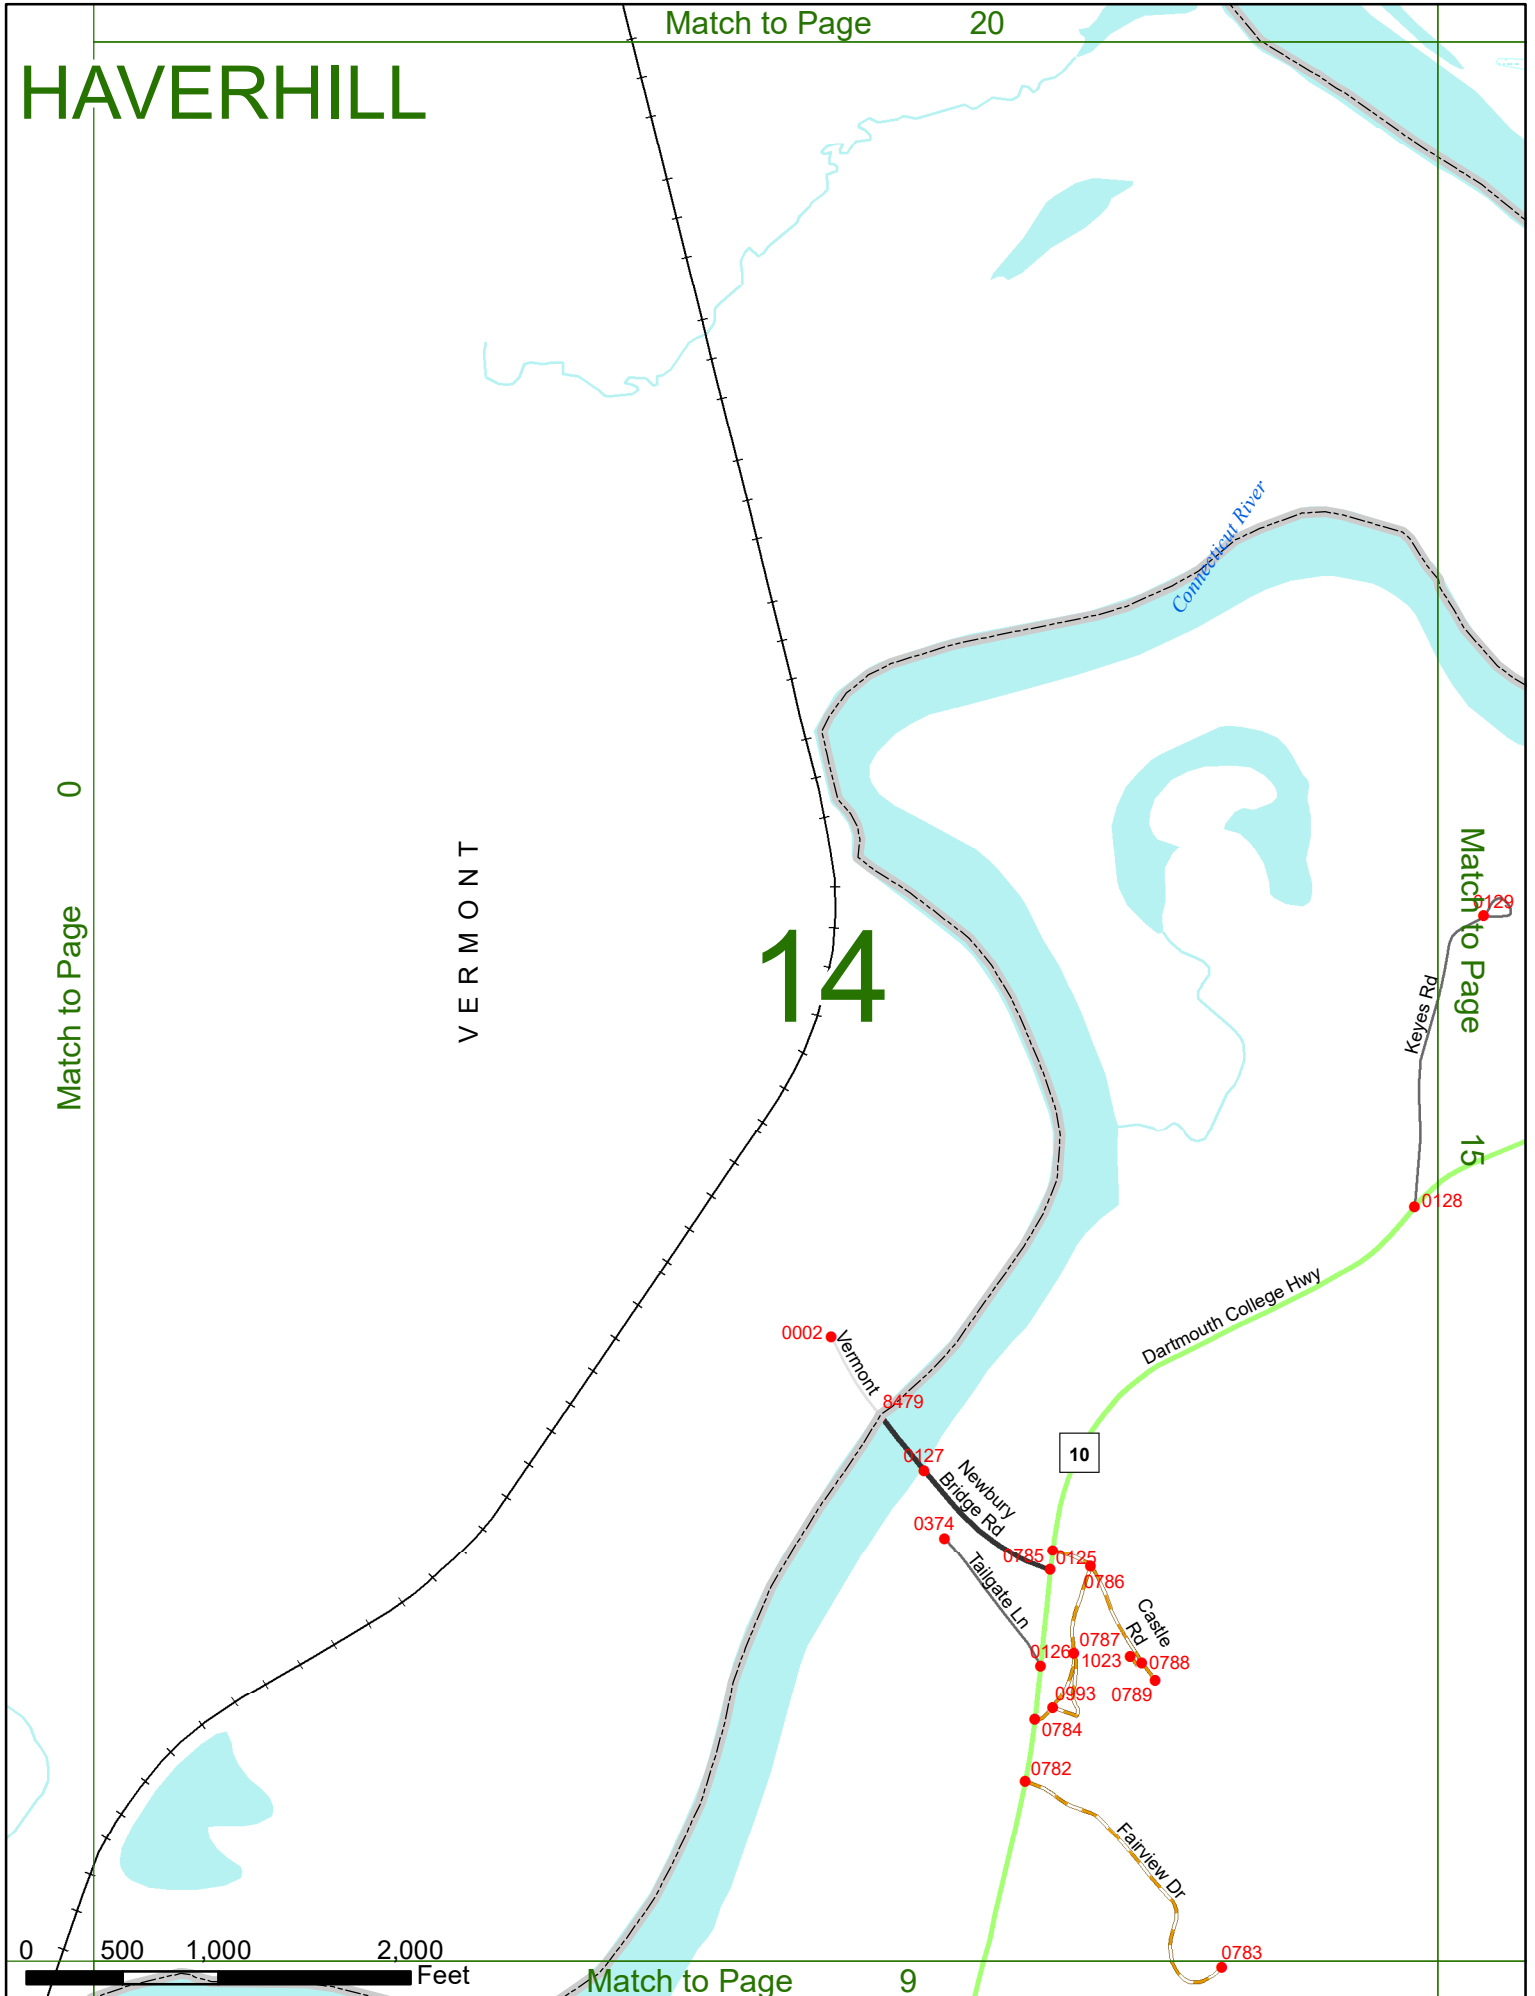 Match to Page 20
HAVERHILL
Connecticut River
Match to Page 0
VERMONT
14
Match to Page 15
0129
Keyes Rd
0128
Dartmouth College Hwy
0002
Vermont
8479
0127
10
Newbury
Bridge Rd
0374
0785
0125
0786
Tailgate Ln
Castle
Rd
0126
0787
1023
0788
0789
0993
0784
0782
Fairview Dr
0783
0 500 1,000 2,000
Feet
Match to Page 9